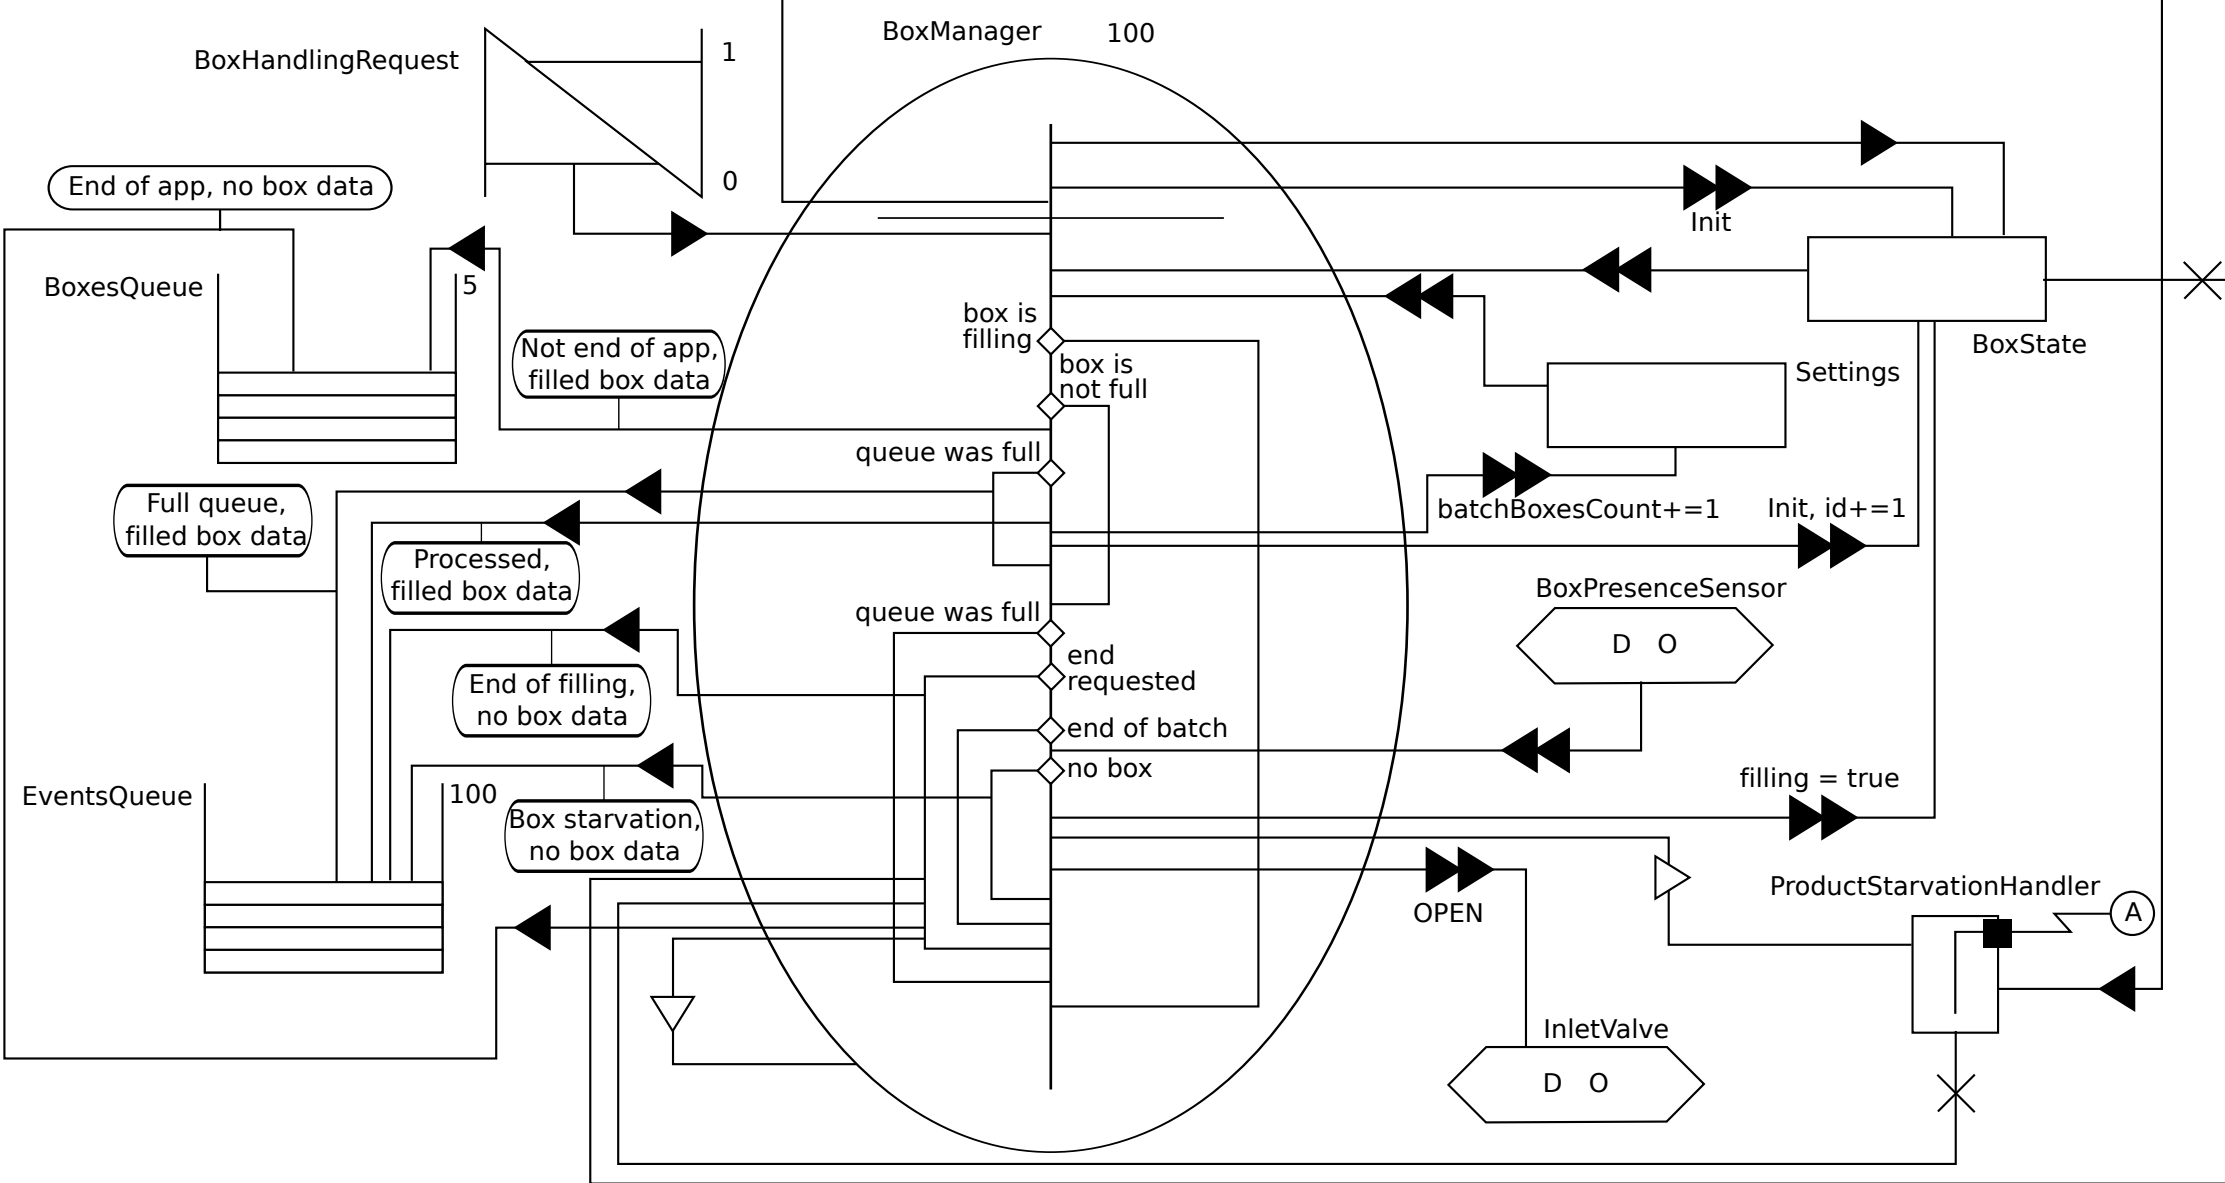 BoxManager 100
BoxHandlingRequest
1
0
End of app, no box data
Init
BoxesQueue
5
box is
filling
Not end of app,
filled box data
box is
not full
BoxState
Settings
queue was full
Full queue,
filled box data
batchBoxesCount+=1
Init, id+=1
Processed,
filled box data
BoxPresenceSensor
D O
queue was full
end
requested
End of filling,
no box data
end of batch
no box
filling = true
EventsQueue
100
Box starvation,
no box data
OPEN
ProductStarvationHandler
A
InletValve
D O